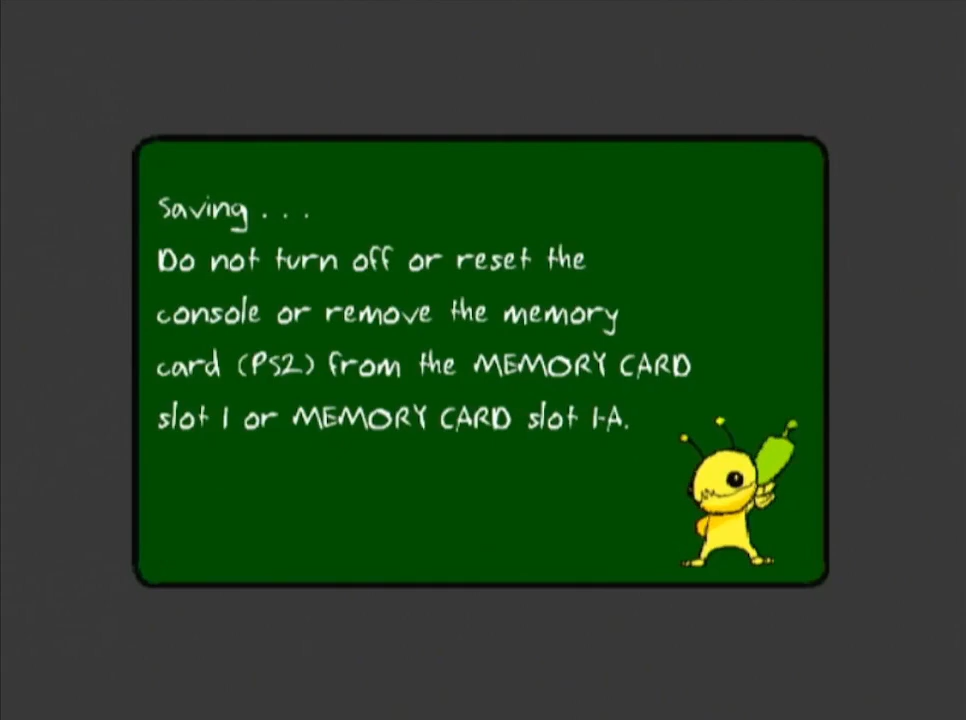 Saving . . .
Do not turn off or reset the
console or remove the memory
card (PS2) from the MEMORY CARD
slot 1 or MEMORY CARD slot 1-A.